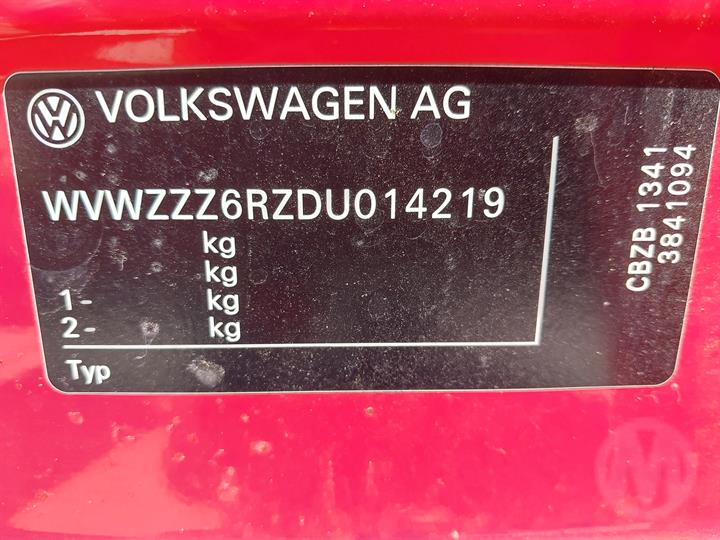 VOLKSWAGEN AG
WVWZZZ6RZDU014219
kg
kg
1- kg
2- kg
Typ
CBZB 1341
3841094